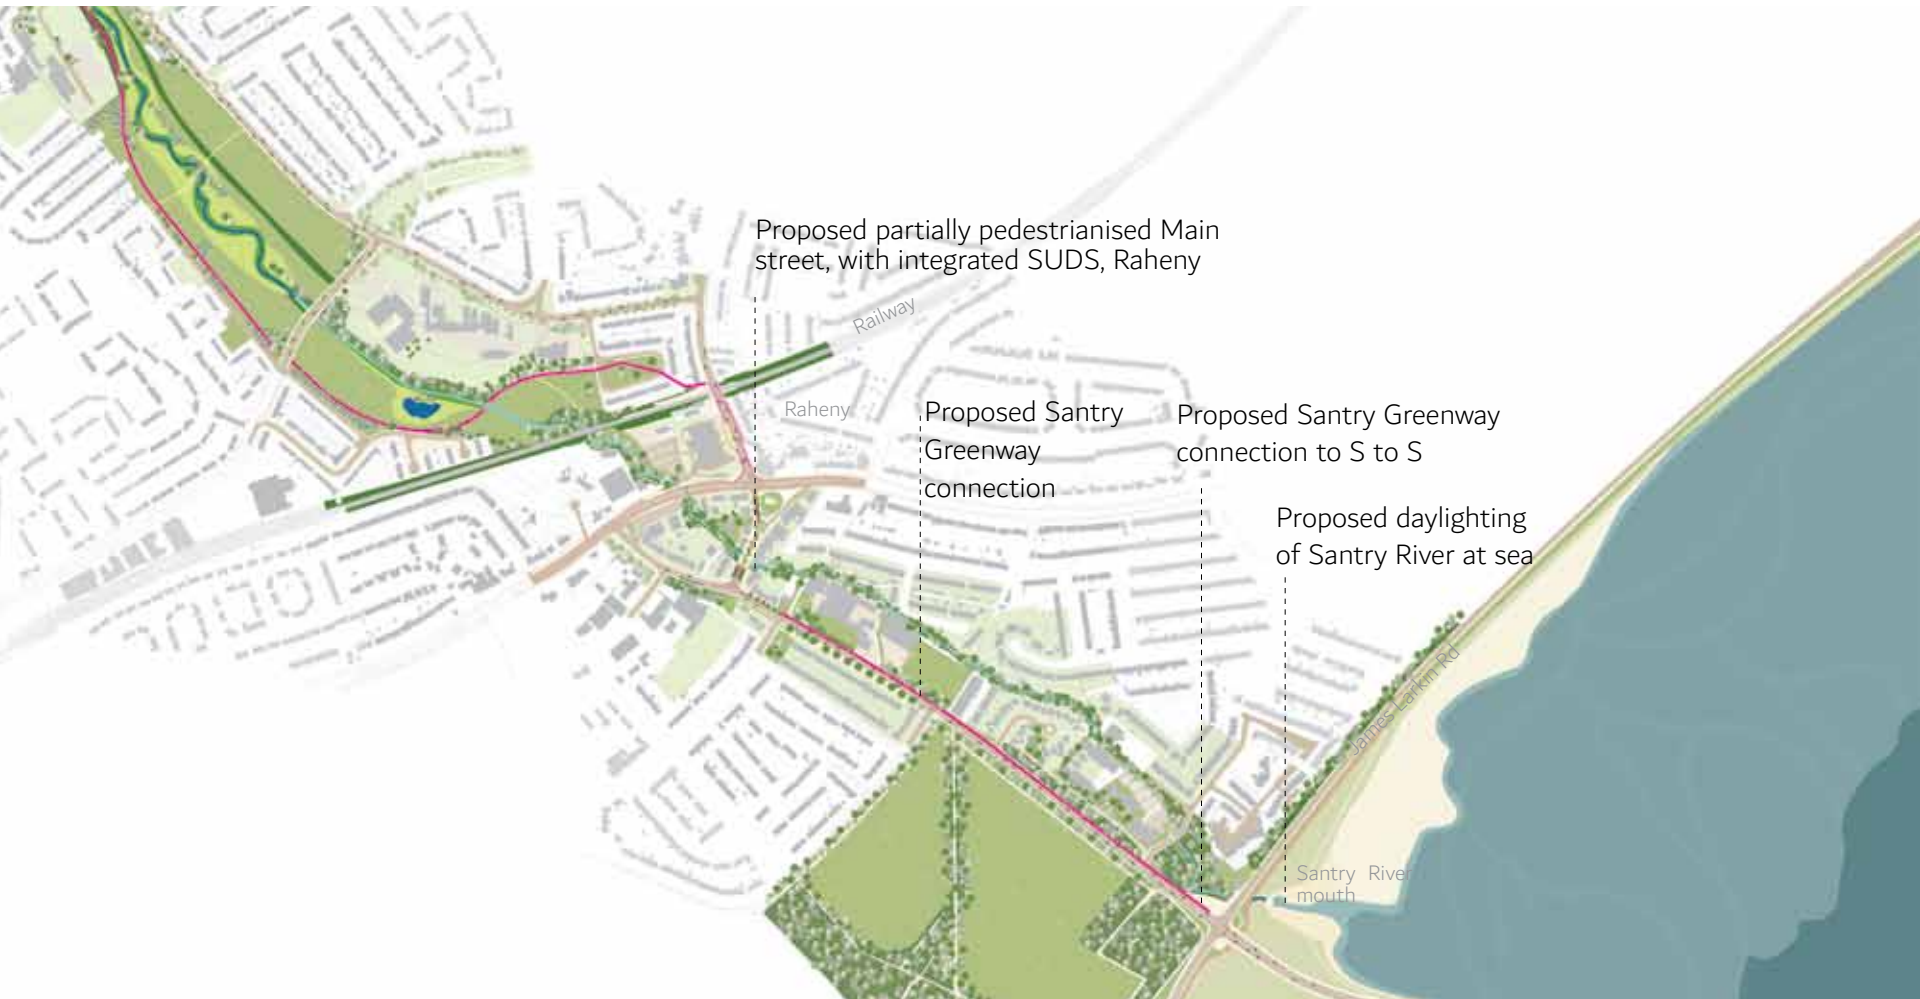 Proposed partially pedestrianised Main
street, with integrated SUDS, Raheny
Railway
Raheny
Proposed Santry
Greenway
connection
Proposed Santry Greenway
connection to S to S
Proposed daylighting
of Santry River at sea
James Larkin Rd
Santry River
mouth